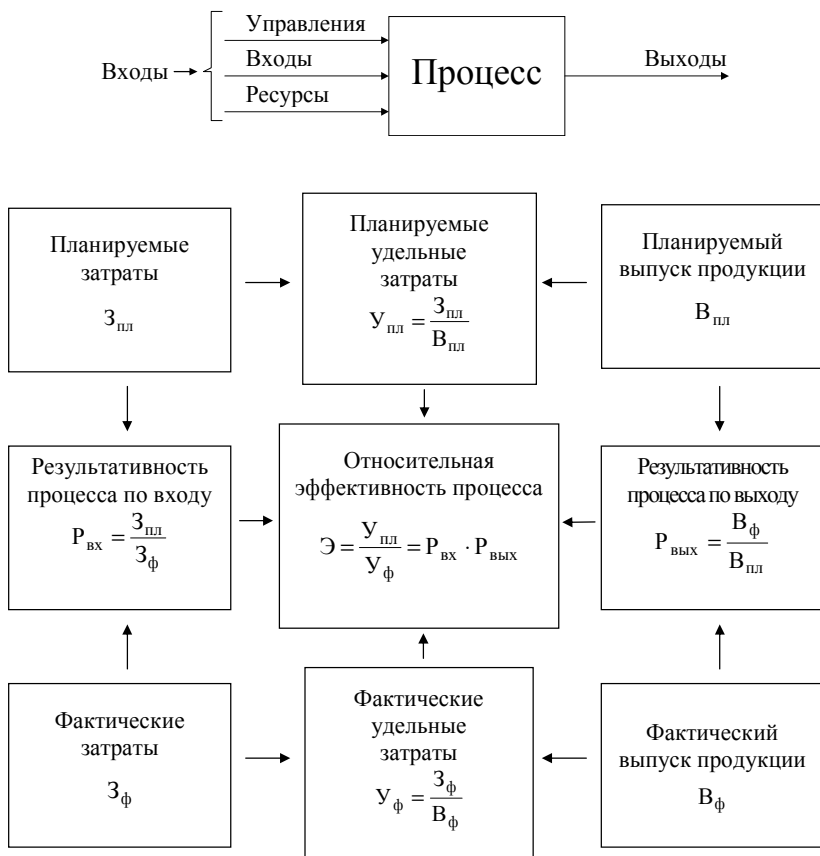 Входы
Управления
Входы
Ресурсы
Процесс
Выходы
Планируемые
затраты
З_пл
Планируемые
удельные
затраты
У_пл = З_пл / В_пл
Планируемый
выпуск продукции
В_пл
Результативность
процесса по входу
Р_вх = З_пл / З_ф
Относительная
эффективность процесса
Э = У_пл / У_ф = Р_вх · Р_вых
Результативность
процесса по выходу
Р_вых = В_ф / В_пл
Фактические
затраты
З_ф
Фактические
удельные
затраты
У_ф = З_ф / В_ф
Фактический
выпуск продукции
В_ф